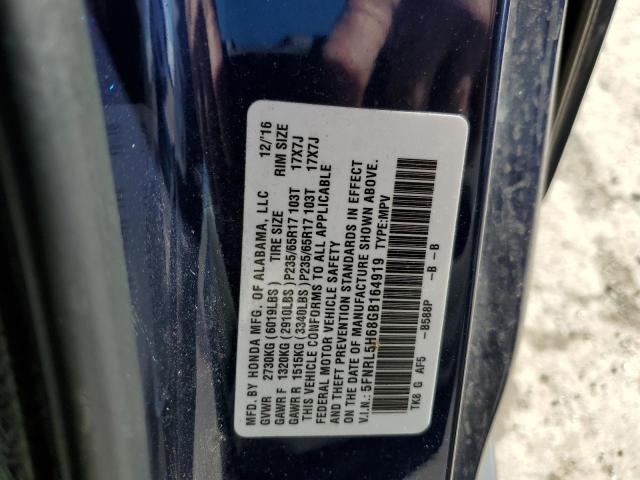 MFD. BY HONDA MFG. OF ALABAMA, LLC 12/'16
GVWR 2730KG(6019LBS) TIRE SIZE RIM SIZE
GAWR F 1320KG(2910LBS)P235/65R17 103T 17X7J
GAWR R 1515KG(3340LBS)P235/65R17 103T 17X7J
THIS VEHICLE CONFORMS TO ALL APPLICABLE
FEDERAL MOTOR VEHICLE SAFETY
AND THEFT PREVENTION STANDARDS IN EFFECT
ON THE DATE OF MANUFACTURE SHOWN ABOVE.
V.I.N.:5FNRL5H68GB164919 TYPE:MPV
TK8 G AF5 -B588P -B -B